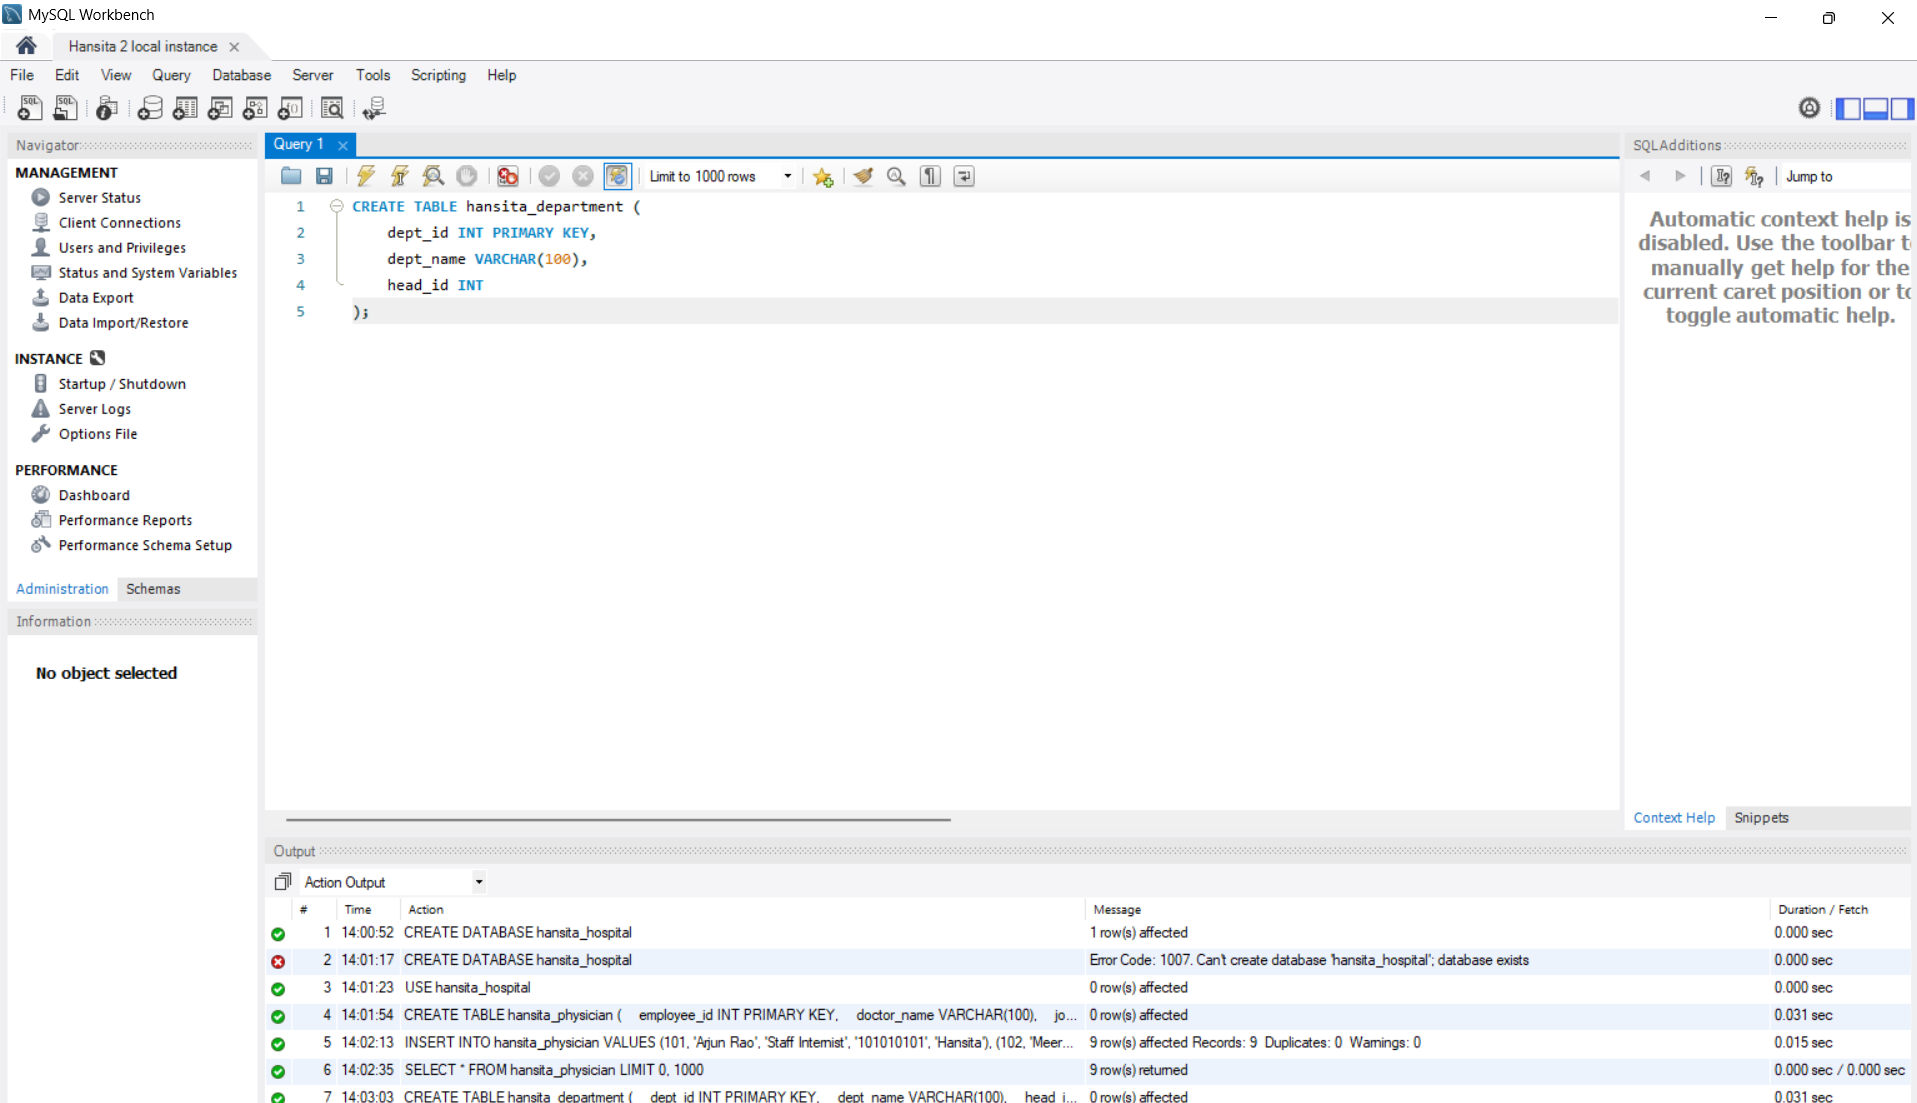 MySQL Workbench
Hansita 2 local instance
File Edit View Query Database Server Tools Scripting Help
Navigator
MANAGEMENT
Server Status
Client Connections
Users and Privileges
Status and System Variables
Data Export
Data Import/Restore
INSTANCE
Startup / Shutdown
Server Logs
Options File
PERFORMANCE
Dashboard
Performance Reports
Performance Schema Setup
Administration Schemas
Information
No object selected
Query 1
Limit to 1000 rows
1 CREATE TABLE hansita_department (
2 dept_id INT PRIMARY KEY,
3 dept_name VARCHAR(100),
4 head_id INT
5 );
SQLAdditions
Jump to
Automatic context help is
disabled. Use the toolbar t
manually get help for the
current caret position or to
toggle automatic help.
Context Help Snippets
Output
Action Output
# Time Action Message Duration / Fetch
1 14:00:52 CREATE DATABASE hansita_hospital 1 row(s) affected 0.000 sec
2 14:01:17 CREATE DATABASE hansita_hospital Error Code: 1007. Can't create database 'hansita_hospital'; database exists 0.000 sec
3 14:01:23 USE hansita_hospital 0 row(s) affected 0.000 sec
4 14:01:54 CREATE TABLE hansita_physician ( employee_id INT PRIMARY KEY, doctor_name VARCHAR(100), jo... 0 row(s) affected 0.031 sec
5 14:02:13 INSERT INTO hansita_physician VALUES (101, 'Arjun Rao', 'Staff Internist', '101010101', 'Hansita'), (102, 'Meer... 9 row(s) affected Records: 9 Duplicates: 0 Warnings: 0 0.015 sec
6 14:02:35 SELECT * FROM hansita_physician LIMIT 0, 1000 9 row(s) returned 0.000 sec / 0.000 sec
7 14:03:03 CREATE TABLE hansita_department ( dept_id INT PRIMARY KEY, dept_name VARCHAR(100), head_i... 0 row(s) affected 0.031 sec